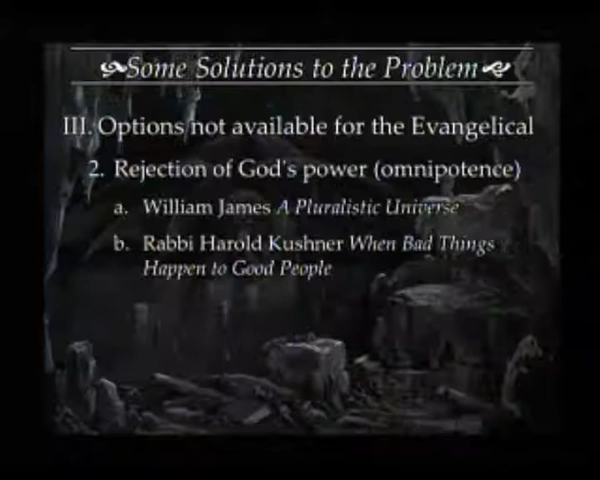 Some Solutions to the Problem
III. Options not available for the Evangelical
2. Rejection of God's power (omnipotence)
a. William James A Pluralistic Universe
b. Rabbi Harold Kushner When Bad Things
Happen to Good People